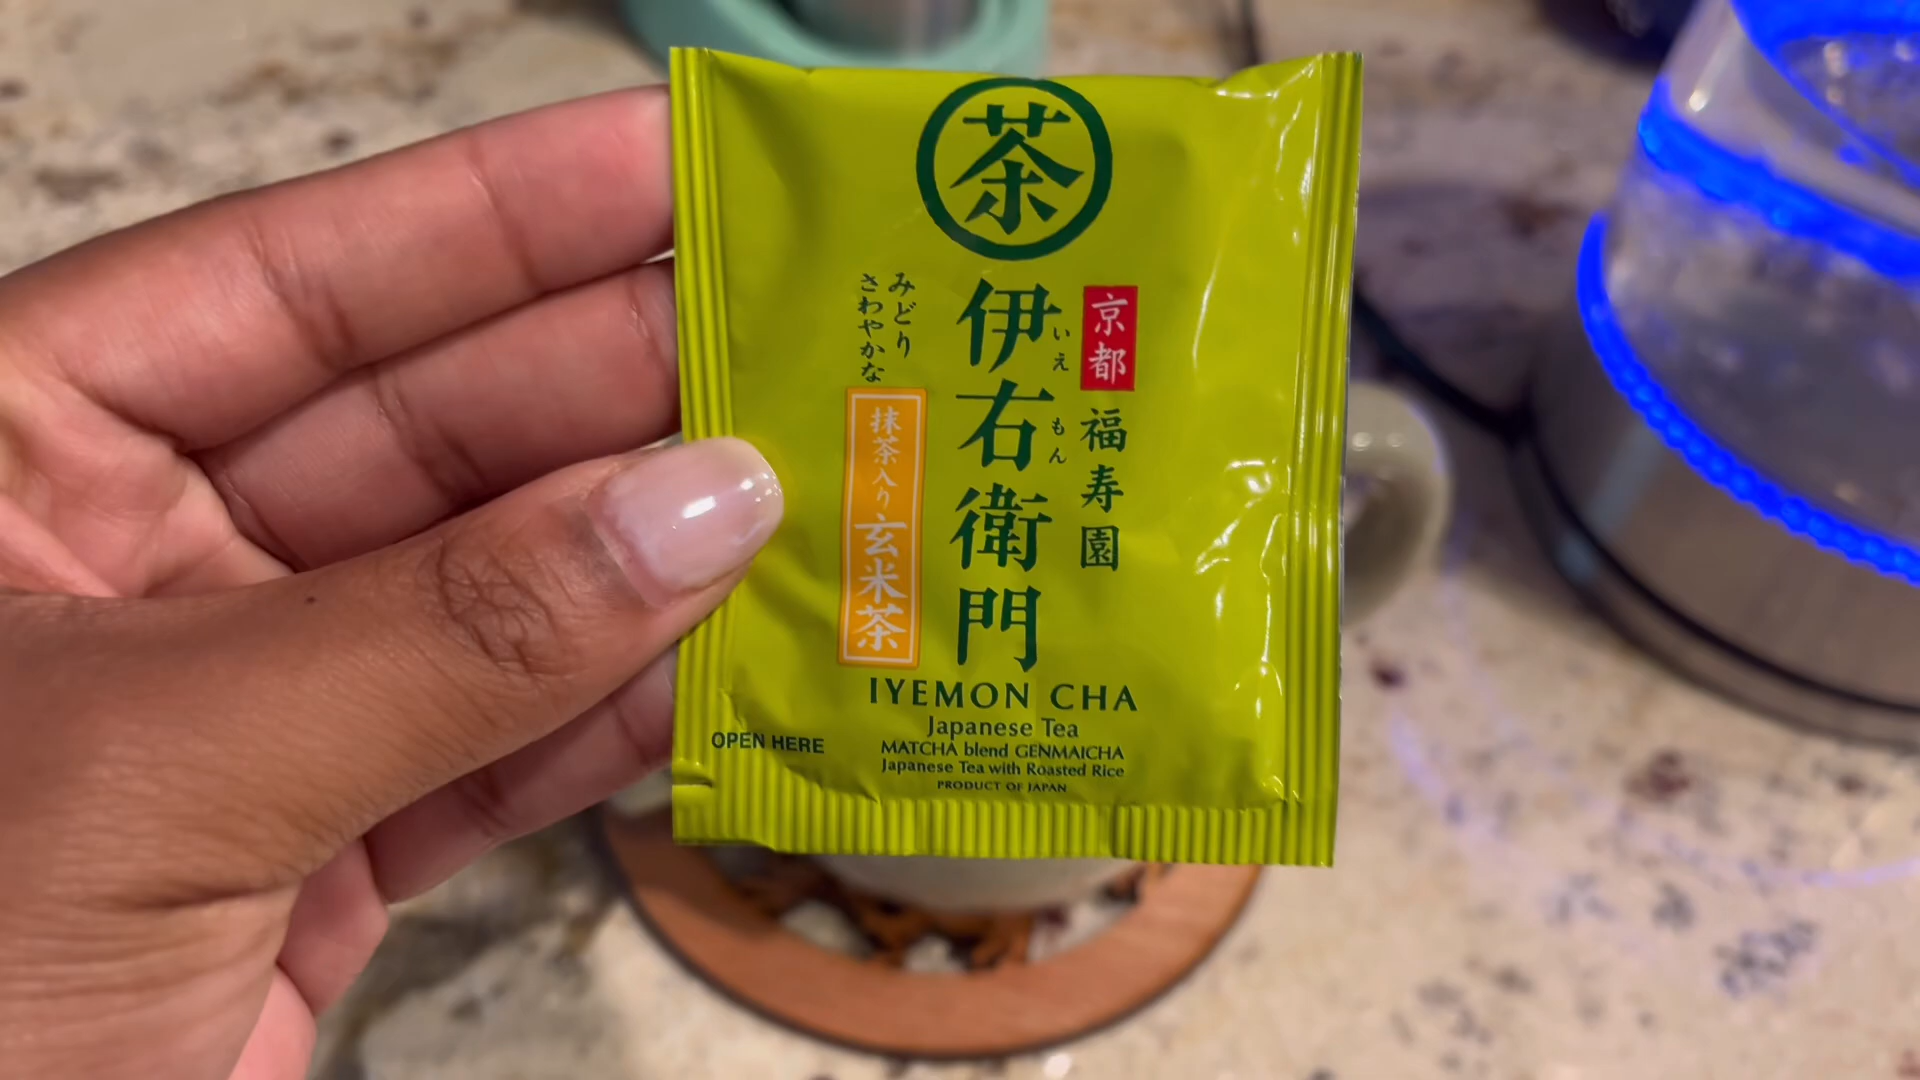 茶
京都
福寿園
伊右衛門
いえもん
みどり
さわやかな
抹茶入り玄米茶
IYEMON CHA
Japanese Tea
MATCHA blend GENMAICHA
Japanese Tea with Roasted Rice
PRODUCT OF JAPAN
OPEN HERE